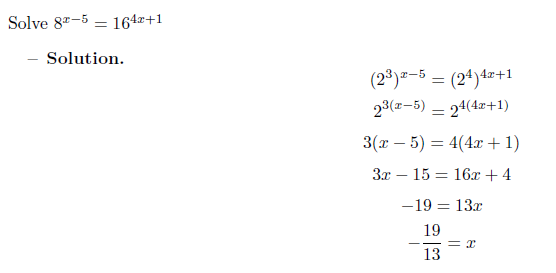 Solve 8^{x−5} = 16^{4x+1}
– Solution.
(2^3)^{x−5} = (2^4)^{4x+1}
2^{3(x−5)} = 2^{4(4x+1)}
3(x − 5) = 4(4x + 1)
3x − 15 = 16x + 4
−19 = 13x
−\frac{19}{13} = x